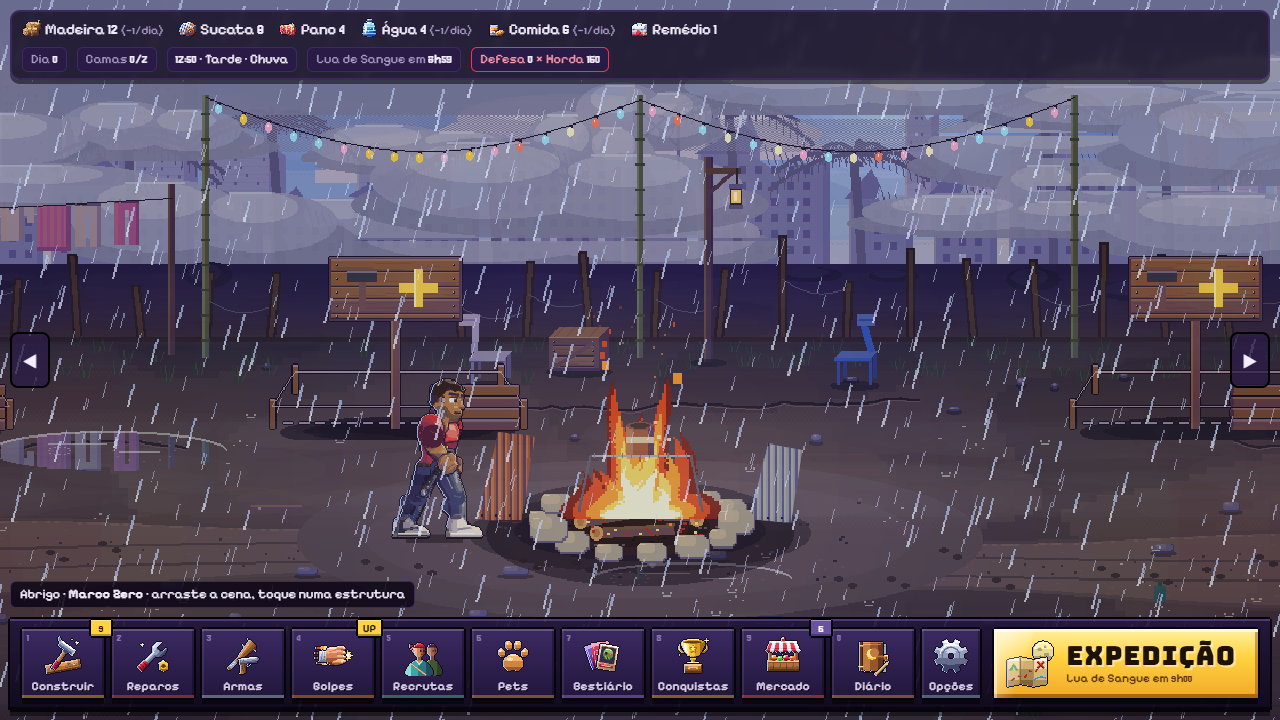 Madeira 12 (-1/dia) Sucata 8 Pano 4 Água 4 (-1/dia) Comida 6 (-1/dia) Remédio 1
Dia 0 Camas 0/2 12:50 · Tarde · Chuva Lua de Sangue em 8h59 Defesa 0 × Horda 160
◀ ▶
Abrigo · Marco Zero · arraste a cena, toque numa estrutura
9 UP 6
1 2 3 4 5 6 7 8 9 0
Construir Reparos Armas Golpes Recrutas Pets Bestiário Conquistas Mercado Diário Opções
EXPEDIÇÃO
Lua de Sangue em 9h00